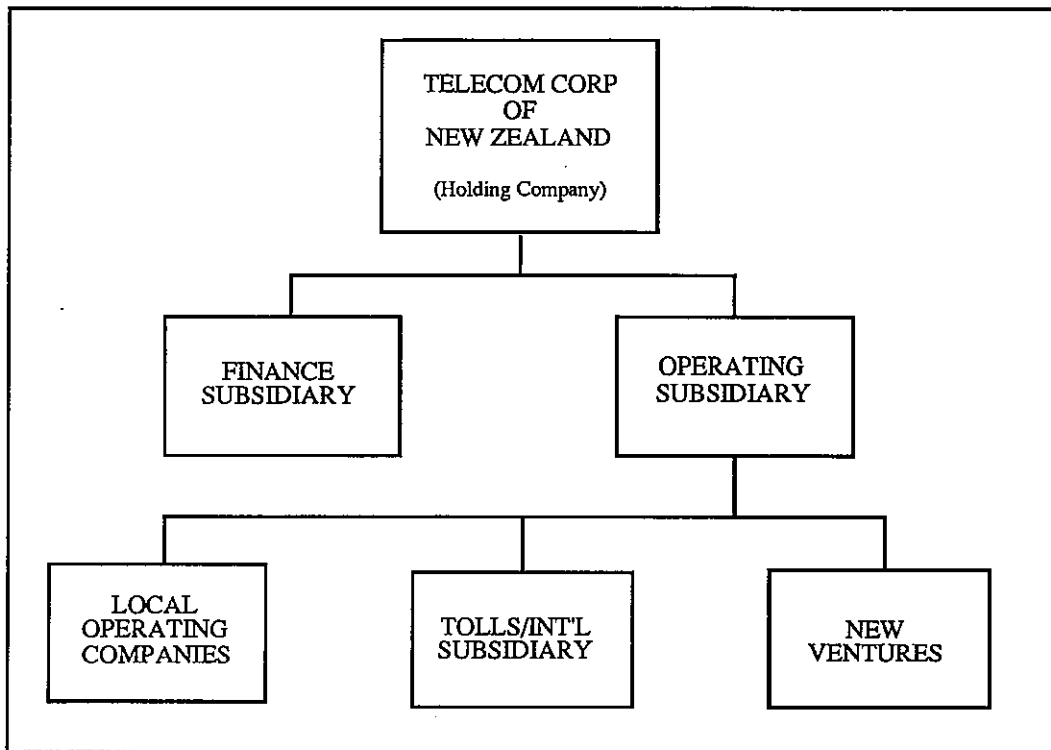 TELECOM CORP
OF
NEW ZEALAND
(Holding Company)
FINANCE
SUBSIDIARY
OPERATING
SUBSIDIARY
LOCAL
OPERATING
COMPANIES
TOLLS/INT'L
SUBSIDIARY
NEW
VENTURES